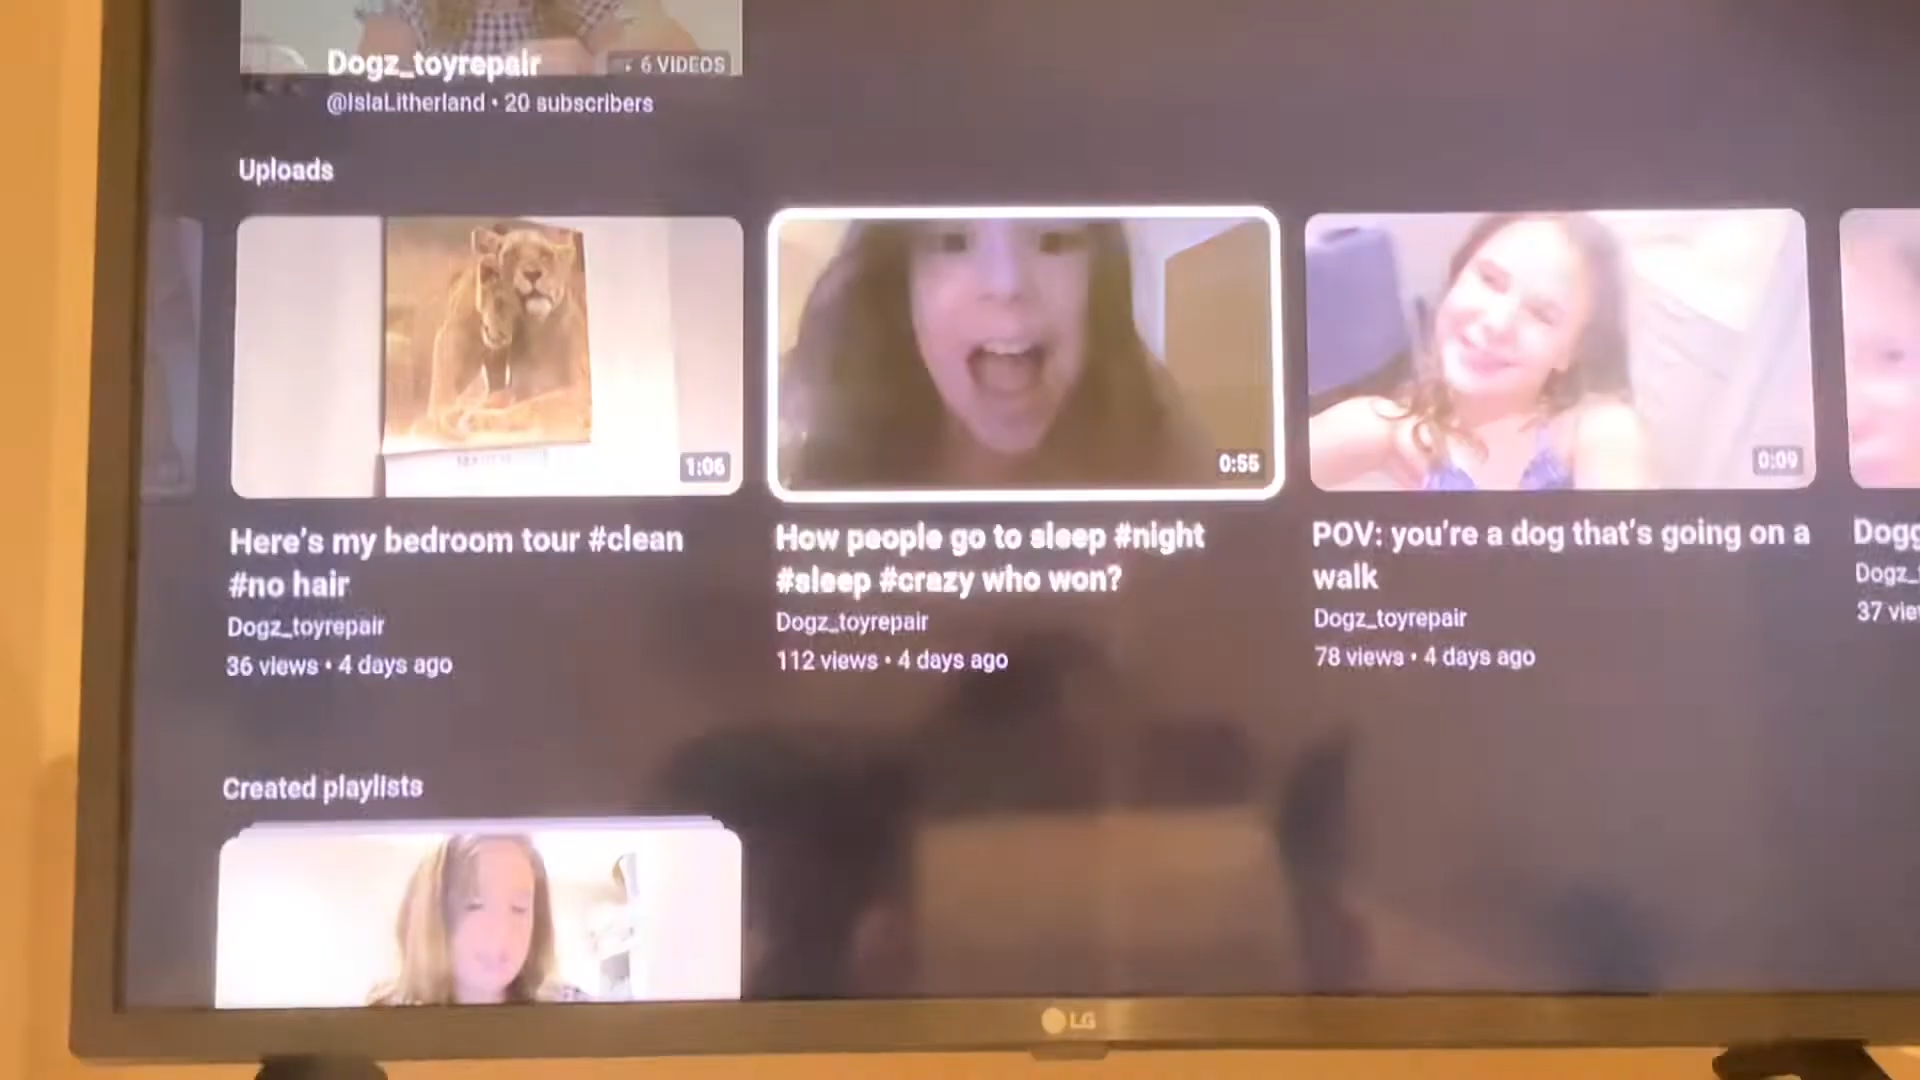 Dogz_toyrepair
6 VIDEOS
@IslaLitherland • 20 subscribers
Uploads
1:06
0:55
0:09
Here's my bedroom tour #clean
#no hair
Dogz_toyrepair
36 views • 4 days ago
How people go to sleep #night
#sleep #crazy who won?
Dogz_toyrepair
112 views • 4 days ago
POV: you're a dog that's going on a
walk
Dogz_toyrepair
78 views • 4 days ago
Dogz_
37
Created playlists
LG